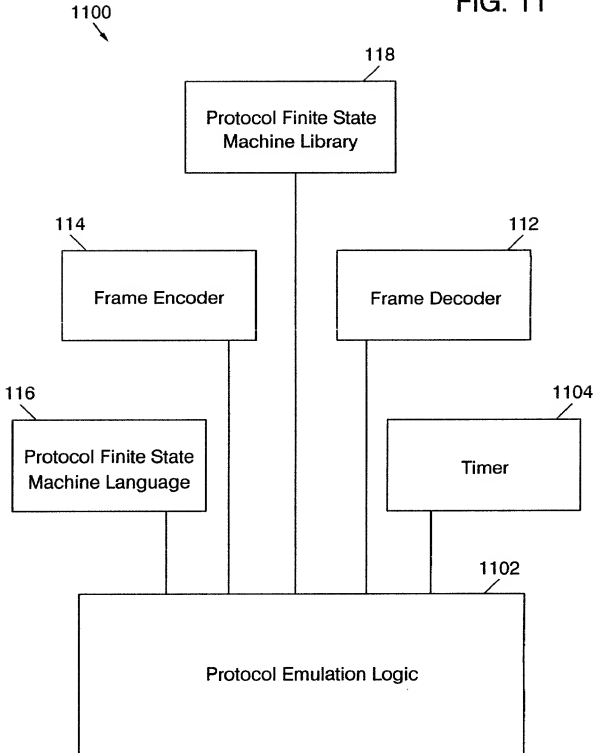 FIG. 11
1100
118
Protocol Finite State
Machine Library
114
112
Frame Encoder
Frame Decoder
116
1104
Protocol Finite State
Machine Language
Timer
1102
Protocol Emulation Logic